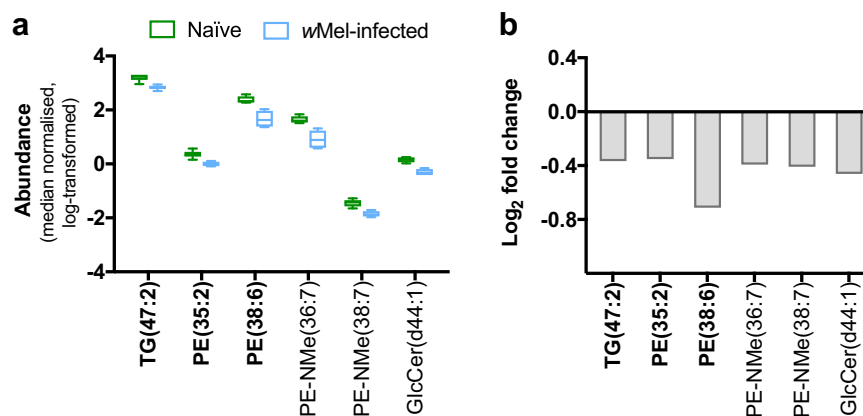 a
Naïve
wMel-infected
Abundance
(median normalised,
log-transformed)
4
2
0
-2
-4
TG(47:2)
PE(35:2)
PE(38:6)
PE-NMe(36:7)
PE-NMe(38:7)
GlcCer(d44:1)
b
Log2 fold change
0.4
0.0
-0.4
-0.8
TG(47:2)
PE(35:2)
PE(38:6)
PE-NMe(36:7)
PE-NMe(38:7)
GlcCer(d44:1)